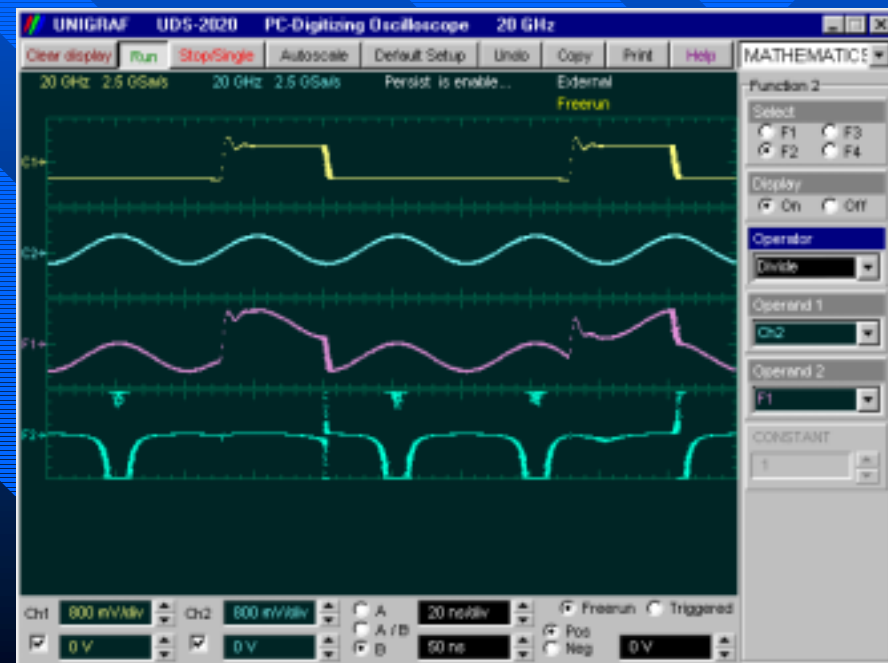 UNIGRAF UDS-2020 PC-Digitizing Oscilloscope 20 GHz
Clear display Run Stop/Single Autoscale Default Setup Undo Copy Print Help MATHEMATICS
20 GHz 2.5 GSa/s 20 GHz 2.5 GSa/s Persist is enable... External
Freerun
Function 2
Select
F1 F3
F2 F4
Display
On Off
Operator
Divide
Operand 1
Ch2
Operand 2
F1
CONSTANT
1
C1
C2
F1
F2
Ch1 800 mV/div Ch2 800 mV/div A 20 ns/div Freerun Triggered
A/B Pos
0 V 0 V B 50 ns Neg 0 V